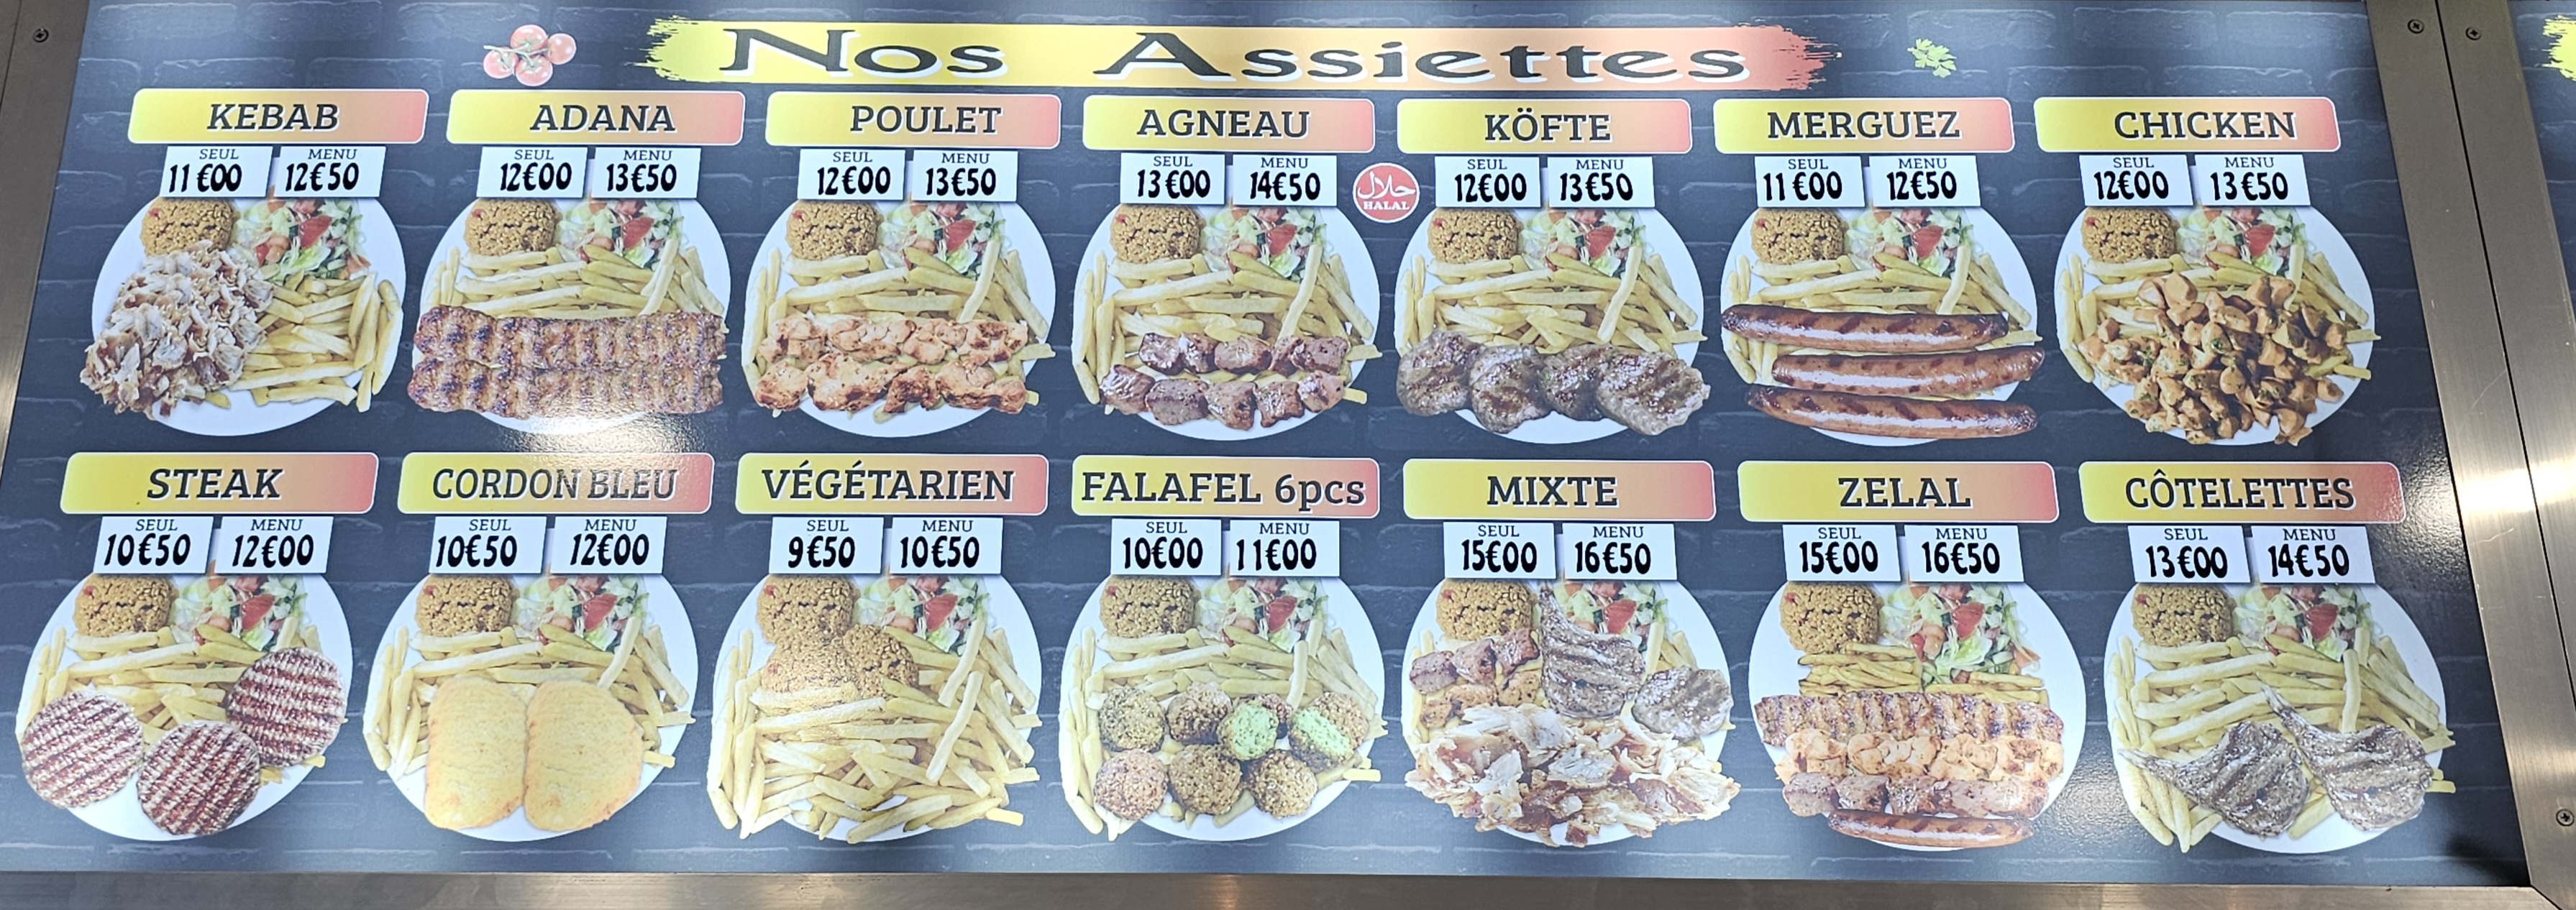 Nos Assiettes
KEBAB
SEUL MENU
11€00 12€50
ADANA
SEUL MENU
12€00 13€50
POULET
SEUL MENU
12€00 13€50
AGNEAU
SEUL MENU
13€00 14€50
حلال
HALAL
KÖFTE
SEUL MENU
12€00 13€50
MERGUEZ
SEUL MENU
11€00 12€50
CHICKEN
SEUL MENU
12€00 13€50
STEAK
SEUL MENU
10€50 12€00
CORDON BLEU
SEUL MENU
10€50 12€00
VÉGÉTARIEN
SEUL MENU
9€50 10€50
FALAFEL 6pcs
SEUL MENU
10€00 11€00
MIXTE
SEUL MENU
15€00 16€50
ZELAL
SEUL MENU
15€00 16€50
CÔTELETTES
SEUL MENU
13€00 14€50